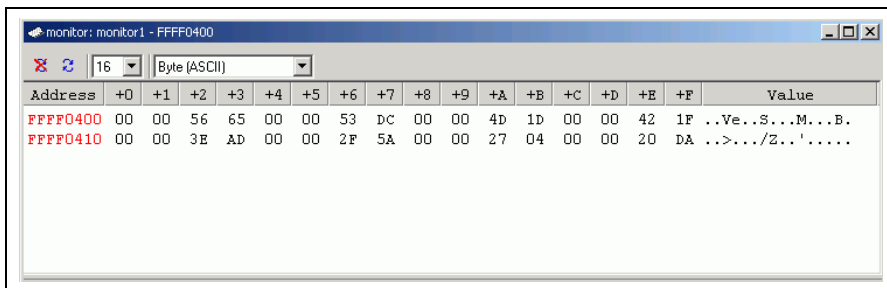 monitor: monitor1 - FFFF0400
16 Byte (ASCII)
Address +0 +1 +2 +3 +4 +5 +6 +7 +8 +9 +A +B +C +D +E +F Value
FFFF0400 00 00 56 65 00 00 53 DC 00 00 4D 1D 00 00 42 1F ..Ve..S...M...B.
FFFF0410 00 00 3E AD 00 00 2F 5A 00 00 27 04 00 00 20 DA ..>.../Z..'.....